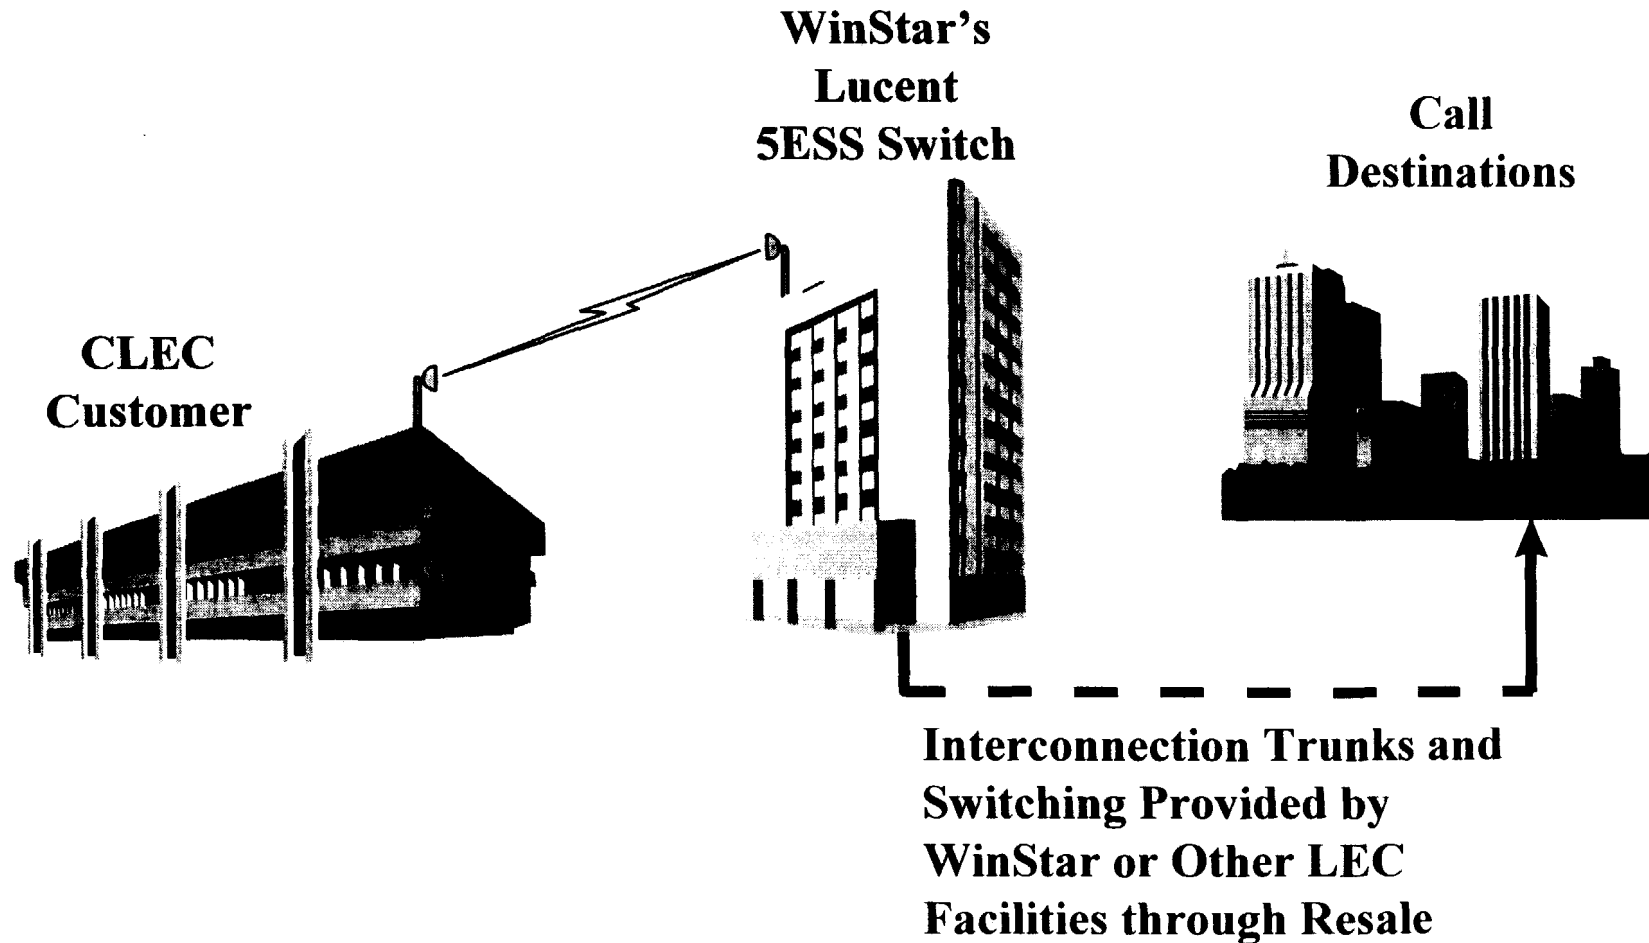 WinStar's
Lucent
5ESS Switch
Call
Destinations
CLEC
Customer
Interconnection Trunks and
Switching Provided by
WinStar or Other LEC
Facilities through Resale